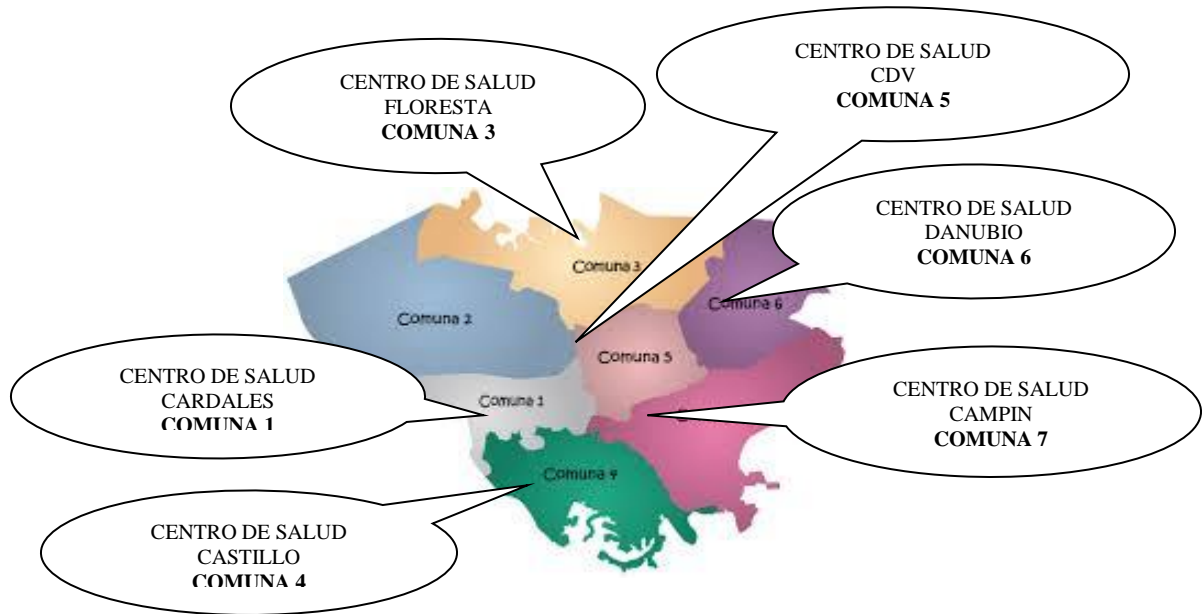 CENTRO DE SALUD
FLORESTA
COMUNA 3
CENTRO DE SALUD
CDV
COMUNA 5
CENTRO DE SALUD
DANUBIO
COMUNA 6
CENTRO DE SALUD
CARDALES
COMUNA 1
CENTRO DE SALUD
CAMPIN
COMUNA 7
CENTRO DE SALUD
CASTILLO
COMUNA 4
Comuna 3
Comuna 6
Comuna 2
Comuna 5
Comuna 1
Comuna 4